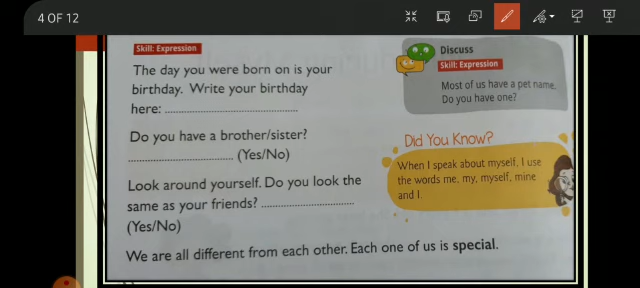 4 OF 12
Skill: Expression
The day you were born on is your
birthday. Write your birthday
here: ..............................
Do you have a brother/sister?
.............................. (Yes/No)
Look around yourself. Do you look the
same as your friends? ..............................
(Yes/No)
We are all different from each other. Each one of us is special.
Discuss
Skill: Expression
Most of us have a pet name.
Do you have one?
Did You Know?
When I speak about myself, I use
the words me, my, myself, mine
and I.